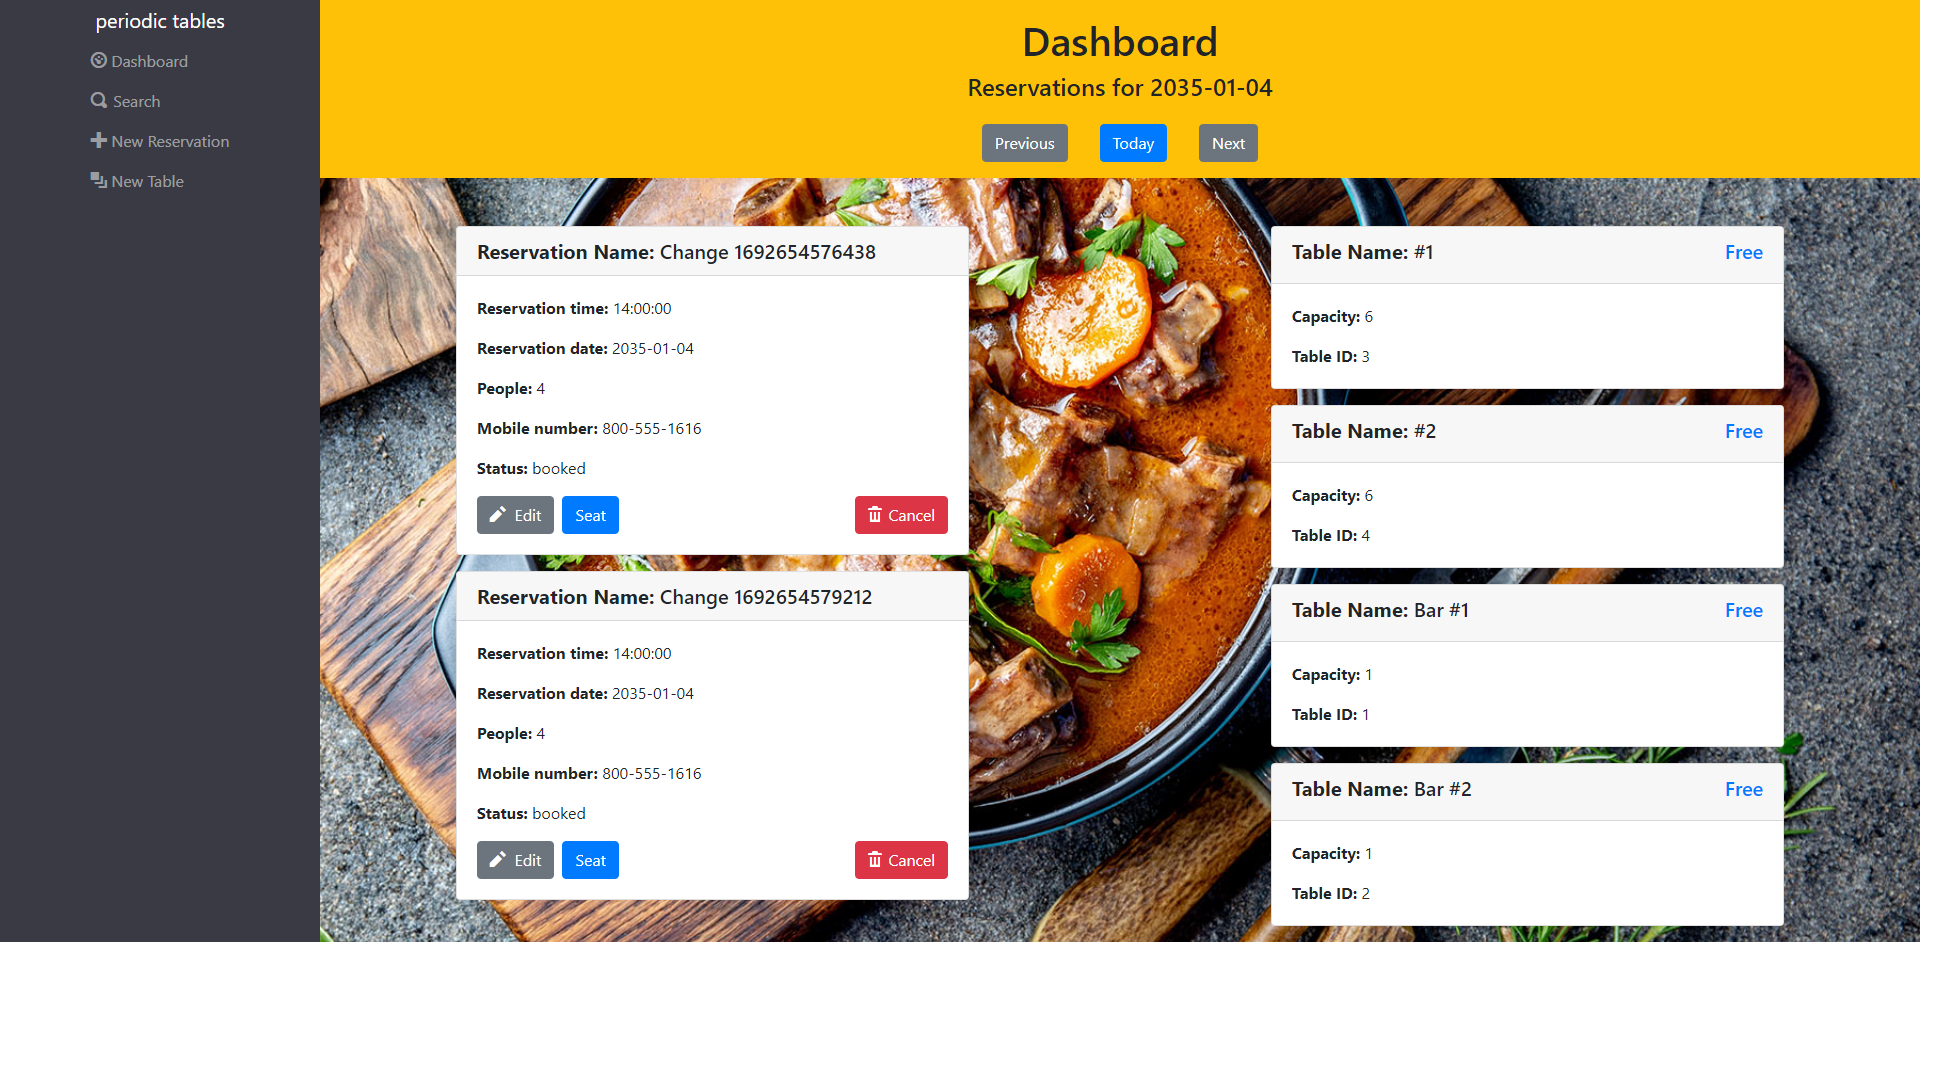 periodic tables
Dashboard
Search
New Reservation
New Table
Dashboard
Reservations for 2035-01-04
Previous
Today
Next
Reservation Name: Change 1692654576438
Reservation time: 14:00:00
Reservation date: 2035-01-04
People: 4
Mobile number: 800-555-1616
Status: booked
Edit
Seat
Cancel
Reservation Name: Change 1692654579212
Reservation time: 14:00:00
Reservation date: 2035-01-04
People: 4
Mobile number: 800-555-1616
Status: booked
Edit
Seat
Cancel
Table Name: #1
Free
Capacity: 6
Table ID: 3
Table Name: #2
Free
Capacity: 6
Table ID: 4
Table Name: Bar #1
Free
Capacity: 1
Table ID: 1
Table Name: Bar #2
Free
Capacity: 1
Table ID: 2